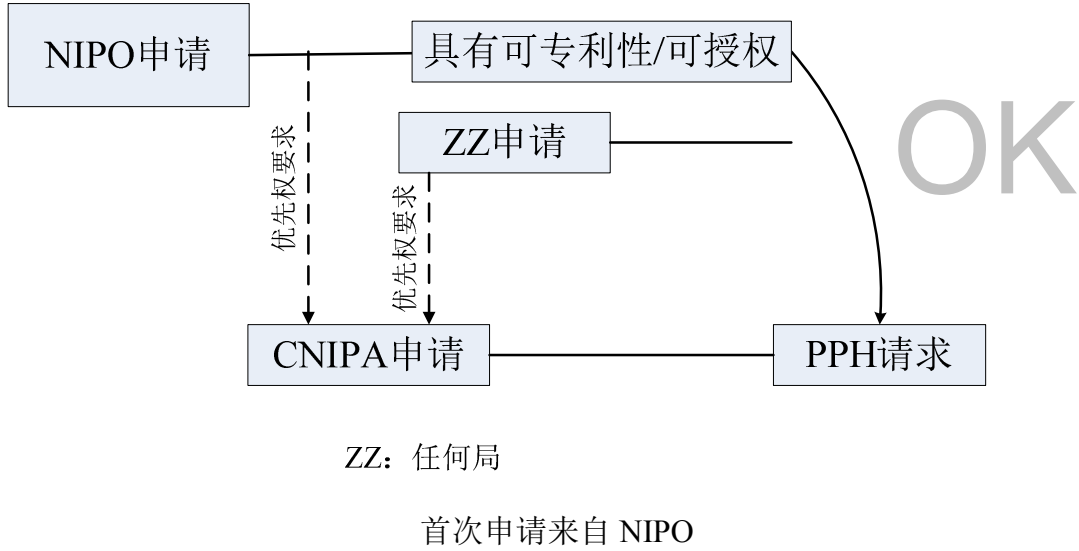 NIPO申请
具有可专利性/可授权
OK
ZZ申请
优先权要求
优先权要求
CNIPA申请
PPH请求
ZZ：任何局
首次申请来自 NIPO